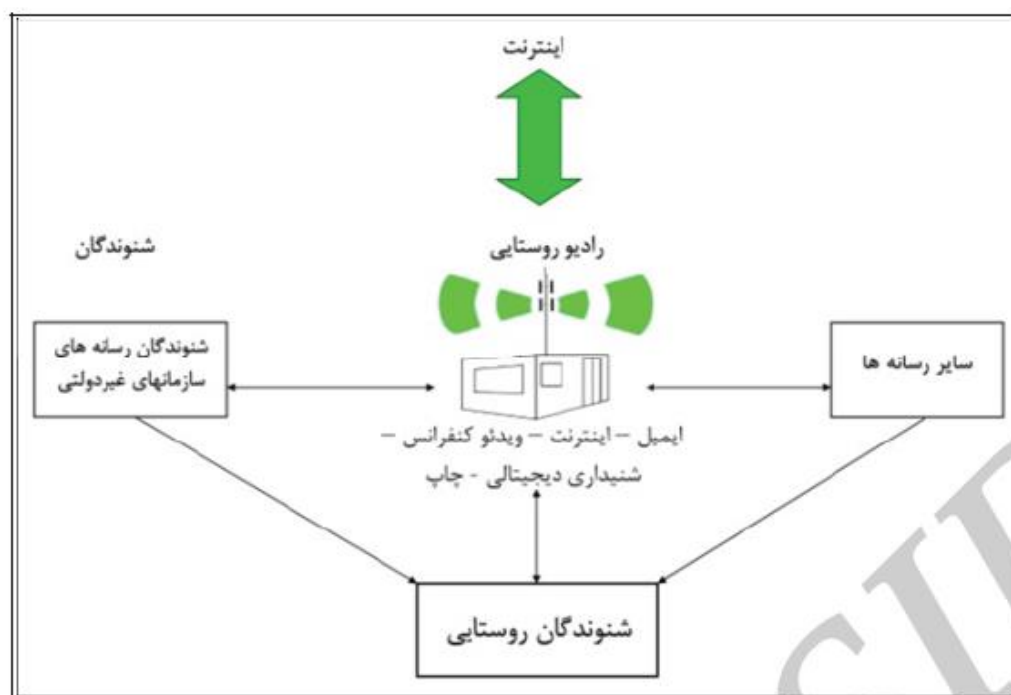 اینترنت
رادیو روستایی
شنوندگان
شنوندگان رسانه های
سازمانهای غیردولتی
سایر رسانه ها
ایمیل – اینترنت – ویدئو کنفرانس –
شنیداری دیجیتالی - چاپ
شنوندگان روستایی
SID